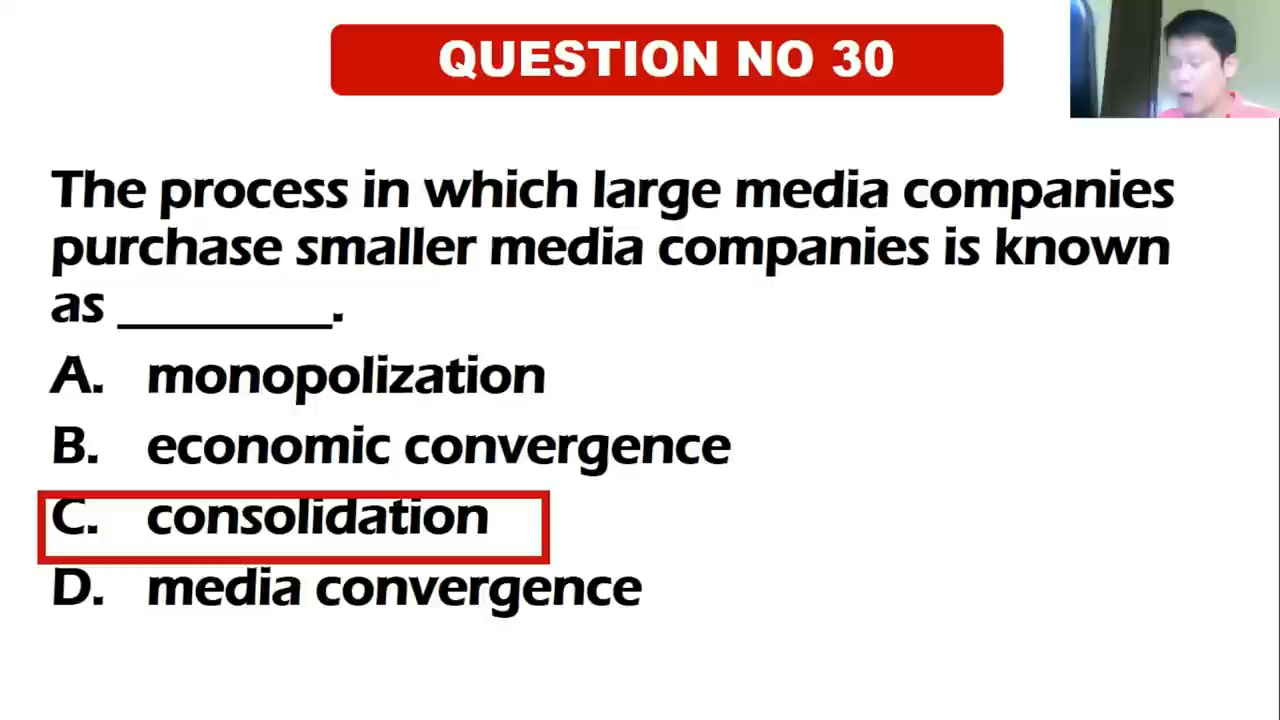 QUESTION NO 30
The process in which large media companies
purchase smaller media companies is known
as ________.
A. monopolization
B. economic convergence
C. consolidation
D. media convergence